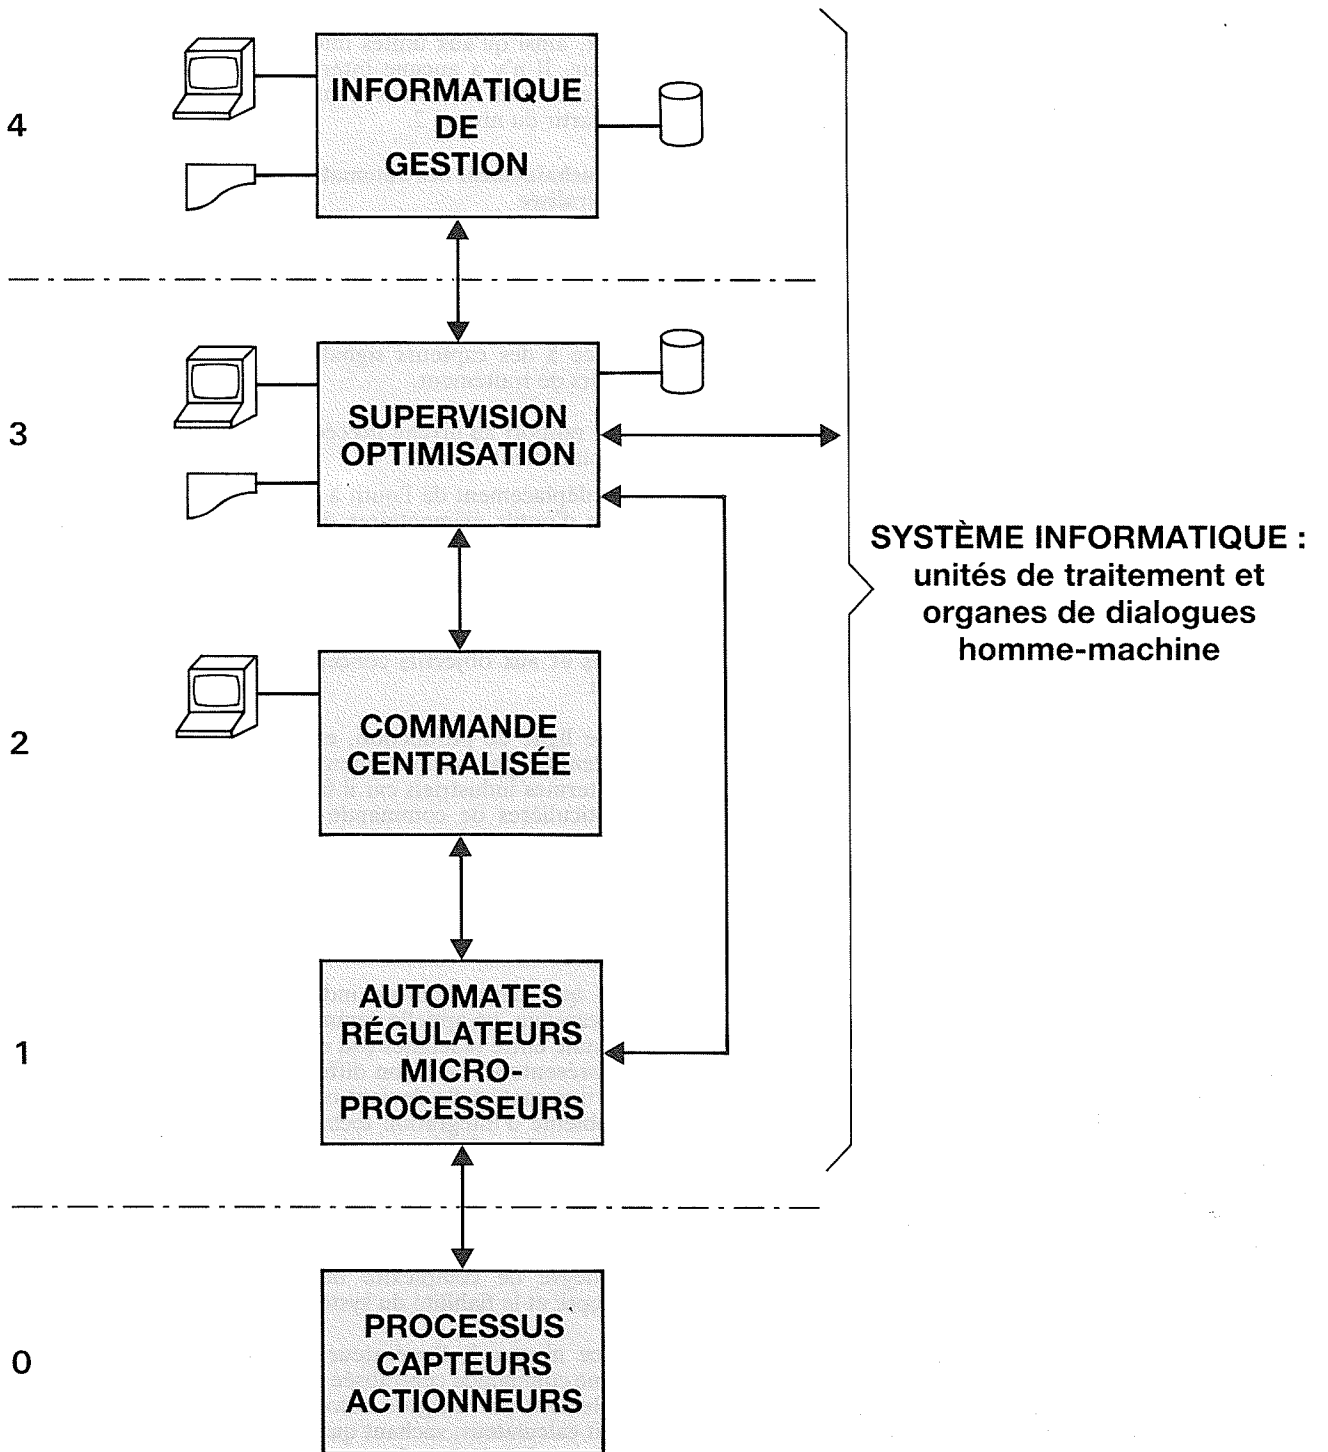 4
INFORMATIQUE
DE
GESTION
3
SUPERVISION
OPTIMISATION
SYSTÈME INFORMATIQUE :
unités de traitement et
organes de dialogues
homme-machine
2
COMMANDE
CENTRALISÉE
1
AUTOMATES
RÉGULATEURS
MICRO-
PROCESSEURS
0
PROCESSUS
CAPTEURS
ACTIONNEURS